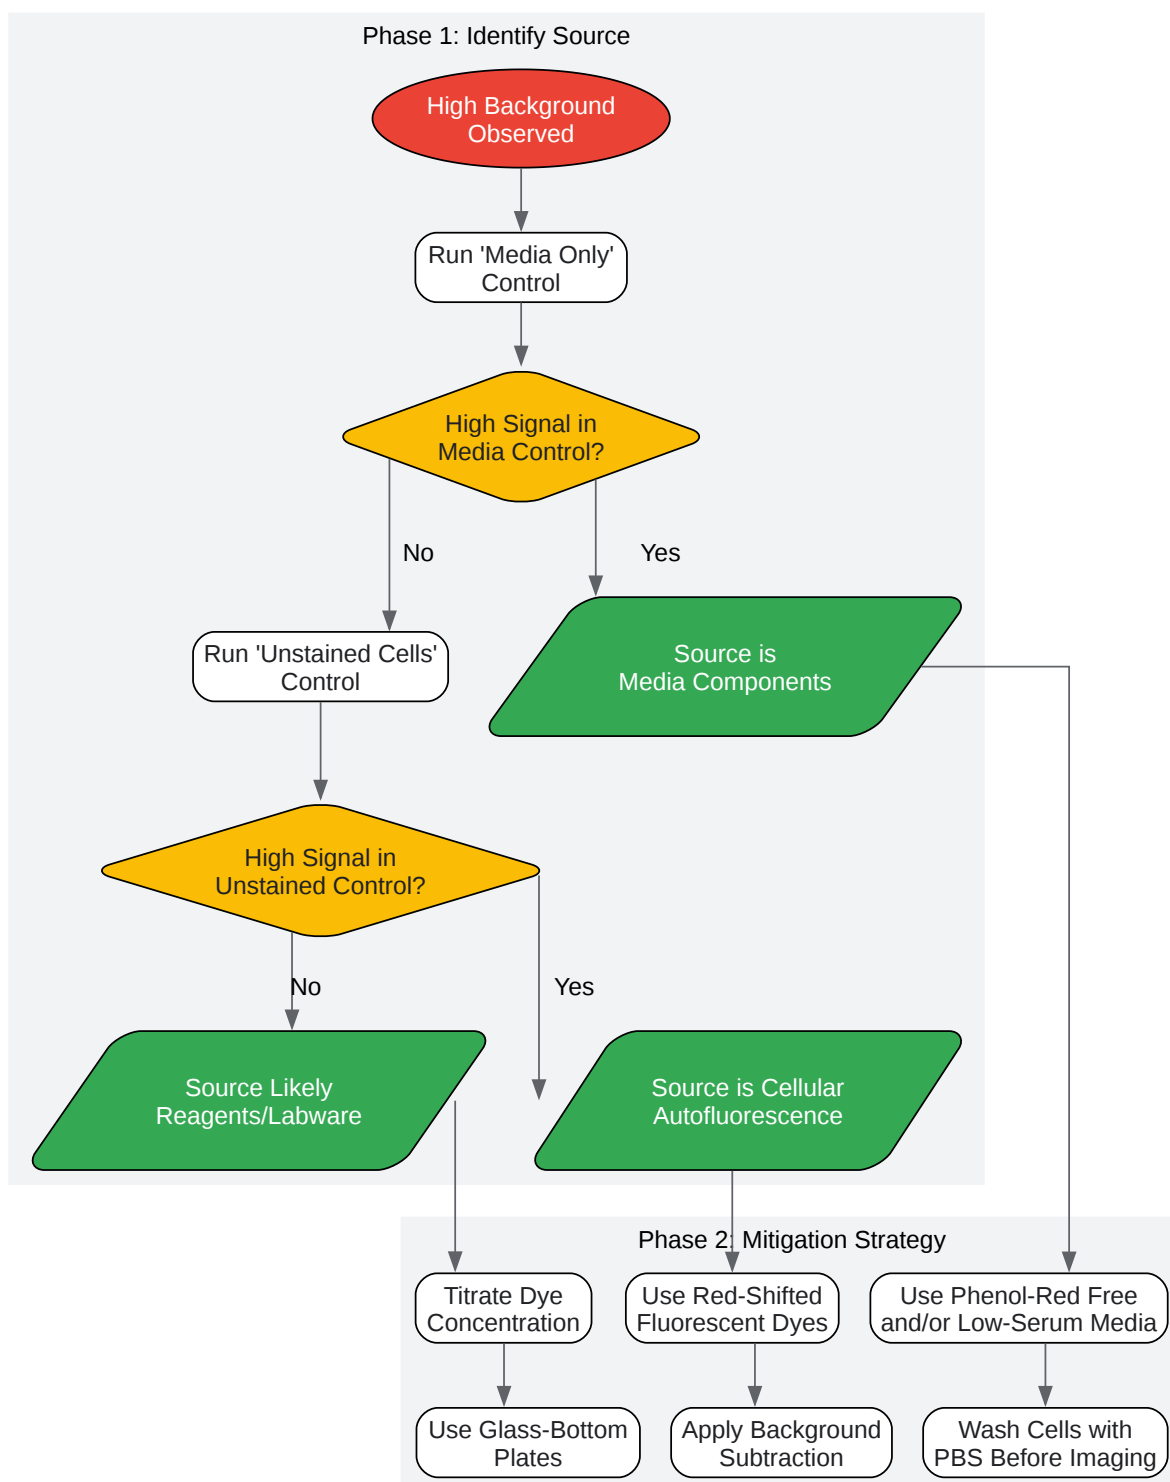 Phase 1: Identify Source
High Background
Observed
Run 'Media Only'
Control
High Signal in
Media Control?
No
Yes
Run 'Unstained Cells'
Control
Source is
Media Components
High Signal in
Unstained Control?
No
Yes
Source Likely
Reagents/Labware
Source is Cellular
Autofluorescence
Phase 2: Mitigation Strategy
Titrate Dye
Concentration
Use Red-Shifted
Fluorescent Dyes
Use Phenol-Red Free
and/or Low-Serum Media
Use Glass-Bottom
Plates
Apply Background
Subtraction
Wash Cells with
PBS Before Imaging